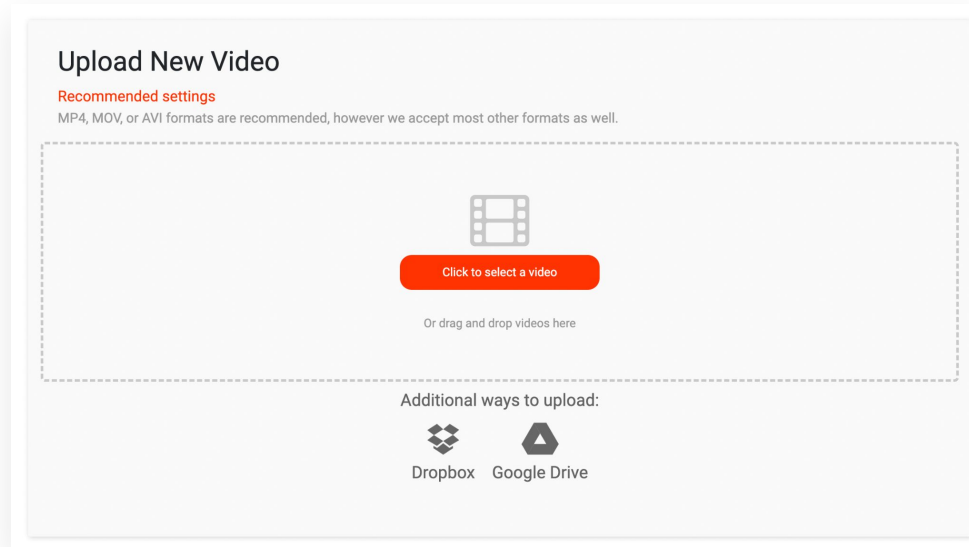 Upload New Video
Recommended settings
MP4, MOV, or AVI formats are recommended, however we accept most other formats as well.
Click to select a video
Or drag and drop videos here
Additional ways to upload:
Dropbox Google Drive